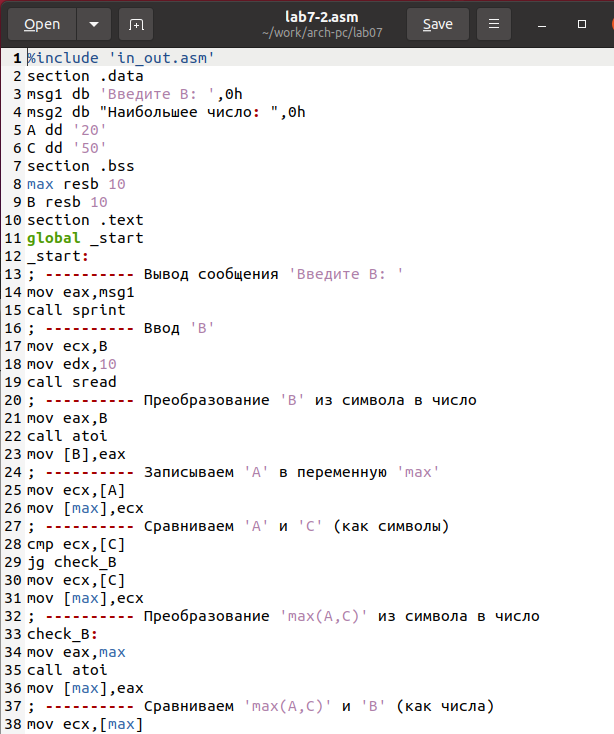 Open
lab7-2.asm
~/work/arch-pc/lab07
Save
1 %include 'in_out.asm'
2 section .data
3 msg1 db 'Введите B: ',0h
4 msg2 db "Наибольшее число: ",0h
5 A dd '20'
6 C dd '50'
7 section .bss
8 max resb 10
9 B resb 10
10 section .text
11 global _start
12 _start:
13 ; ---------- Вывод сообщения 'Введите B: '
14 mov eax,msg1
15 call sprint
16 ; ---------- Ввод 'B'
17 mov ecx,B
18 mov edx,10
19 call sread
20 ; ---------- Преобразование 'B' из символа в число
21 mov eax,B
22 call atoi
23 mov [B],eax
24 ; ---------- Записываем 'A' в переменную 'max'
25 mov ecx,[A]
26 mov [max],ecx
27 ; ---------- Сравниваем 'A' и 'C' (как символы)
28 cmp ecx,[C]
29 jg check_B
30 mov ecx,[C]
31 mov [max],ecx
32 ; ---------- Преобразование 'max(A,C)' из символа в число
33 check_B:
34 mov eax,max
35 call atoi
36 mov [max],eax
37 ; ---------- Сравниваем 'max(A,C)' и 'B' (как числа)
38 mov ecx,[max]